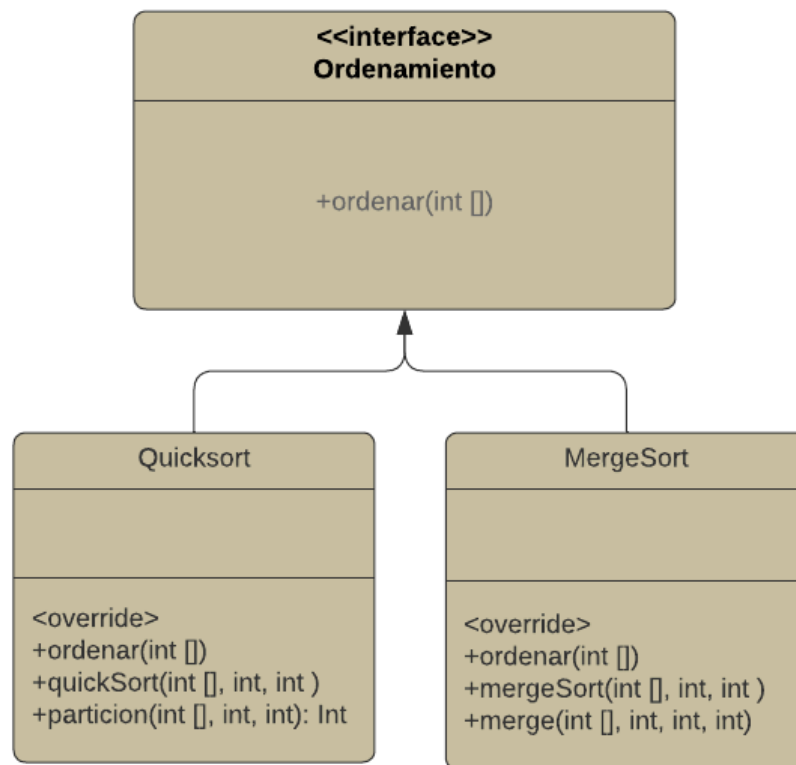 <<interface>>
Ordenamiento
+ordenar(int [])
Quicksort
<override>
+ordenar(int [])
+quickSort(int [], int, int )
+particion(int [], int, int): Int
MergeSort
<override>
+ordenar(int [])
+mergeSort(int [], int, int )
+merge(int [], int, int, int)